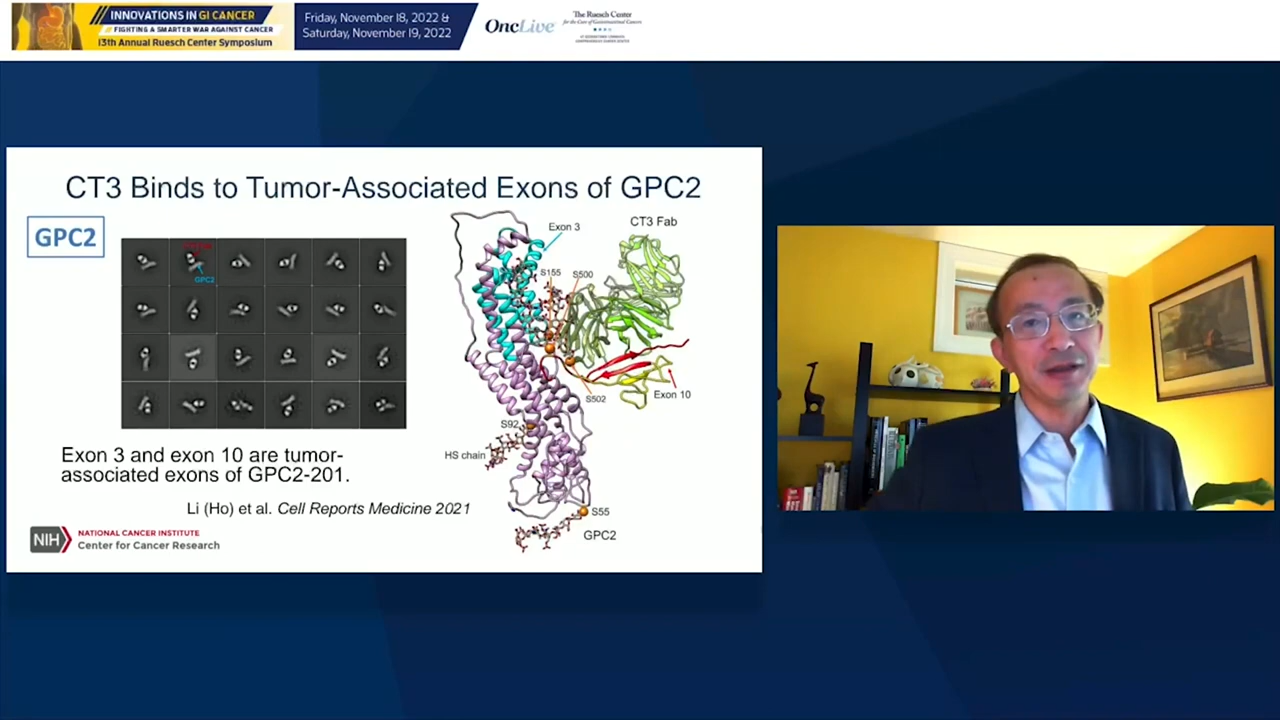 INNOVATIONS IN GI CANCER
FIGHTING A SMARTER WAR AGAINST CANCER
13th Annual Ruesch Center Symposium
Friday, November 18, 2022 &
Saturday, November 19, 2022
OncLive
The Ruesch Center
for the Cure of Gastrointestinal Cancers
CT3 Binds to Tumor-Associated Exons of GPC2
GPC2
GPC2
Exon 3
CT3 Fab
S155
S500
Exon 10
S502
S92
HS chain
S55
GPC2
Exon 3 and exon 10 are tumor-
associated exons of GPC2-201.
Li (Ho) et al. Cell Reports Medicine 2021
NIH
NATIONAL CANCER INSTITUTE
Center for Cancer Research